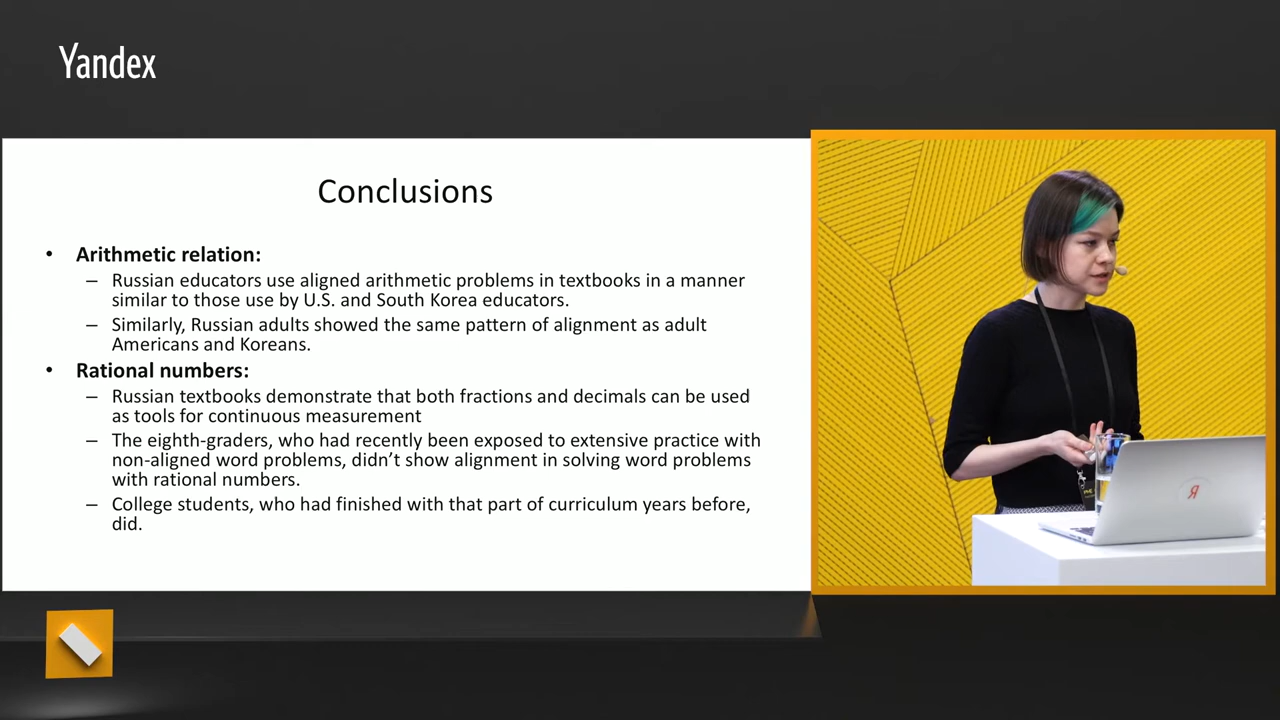 Yandex
Conclusions
• Arithmetic relation:
– Russian educators use aligned arithmetic problems in textbooks in a manner
similar to those use by U.S. and South Korea educators.
– Similarly, Russian adults showed the same pattern of alignment as adult
Americans and Koreans.
• Rational numbers:
– Russian textbooks demonstrate that both fractions and decimals can be used
as tools for continuous measurement
– The eighth-graders, who had recently been exposed to extensive practice with
non-aligned word problems, didn't show alignment in solving word problems
with rational numbers.
– College students, who had finished with that part of curriculum years before,
did.
Я